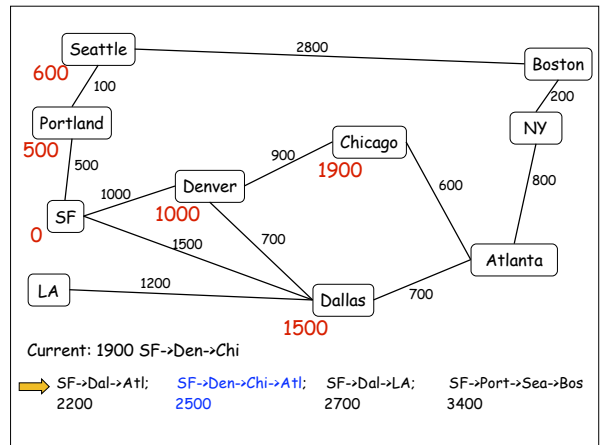 Seattle
2800
Boston
600
100
200
Portland
NY
500
Chicago
500
900
1900
1000
Denver
600
800
SF
1000
0
1500
700
Atlanta
LA
1200
Dallas
700
1500
Current: 1900 SF->Den->Chi
SF->Dal->Atl; SF->Den->Chi->Atl; SF->Dal->LA; SF->Port->Sea->Bos
2200 2500 2700 3400